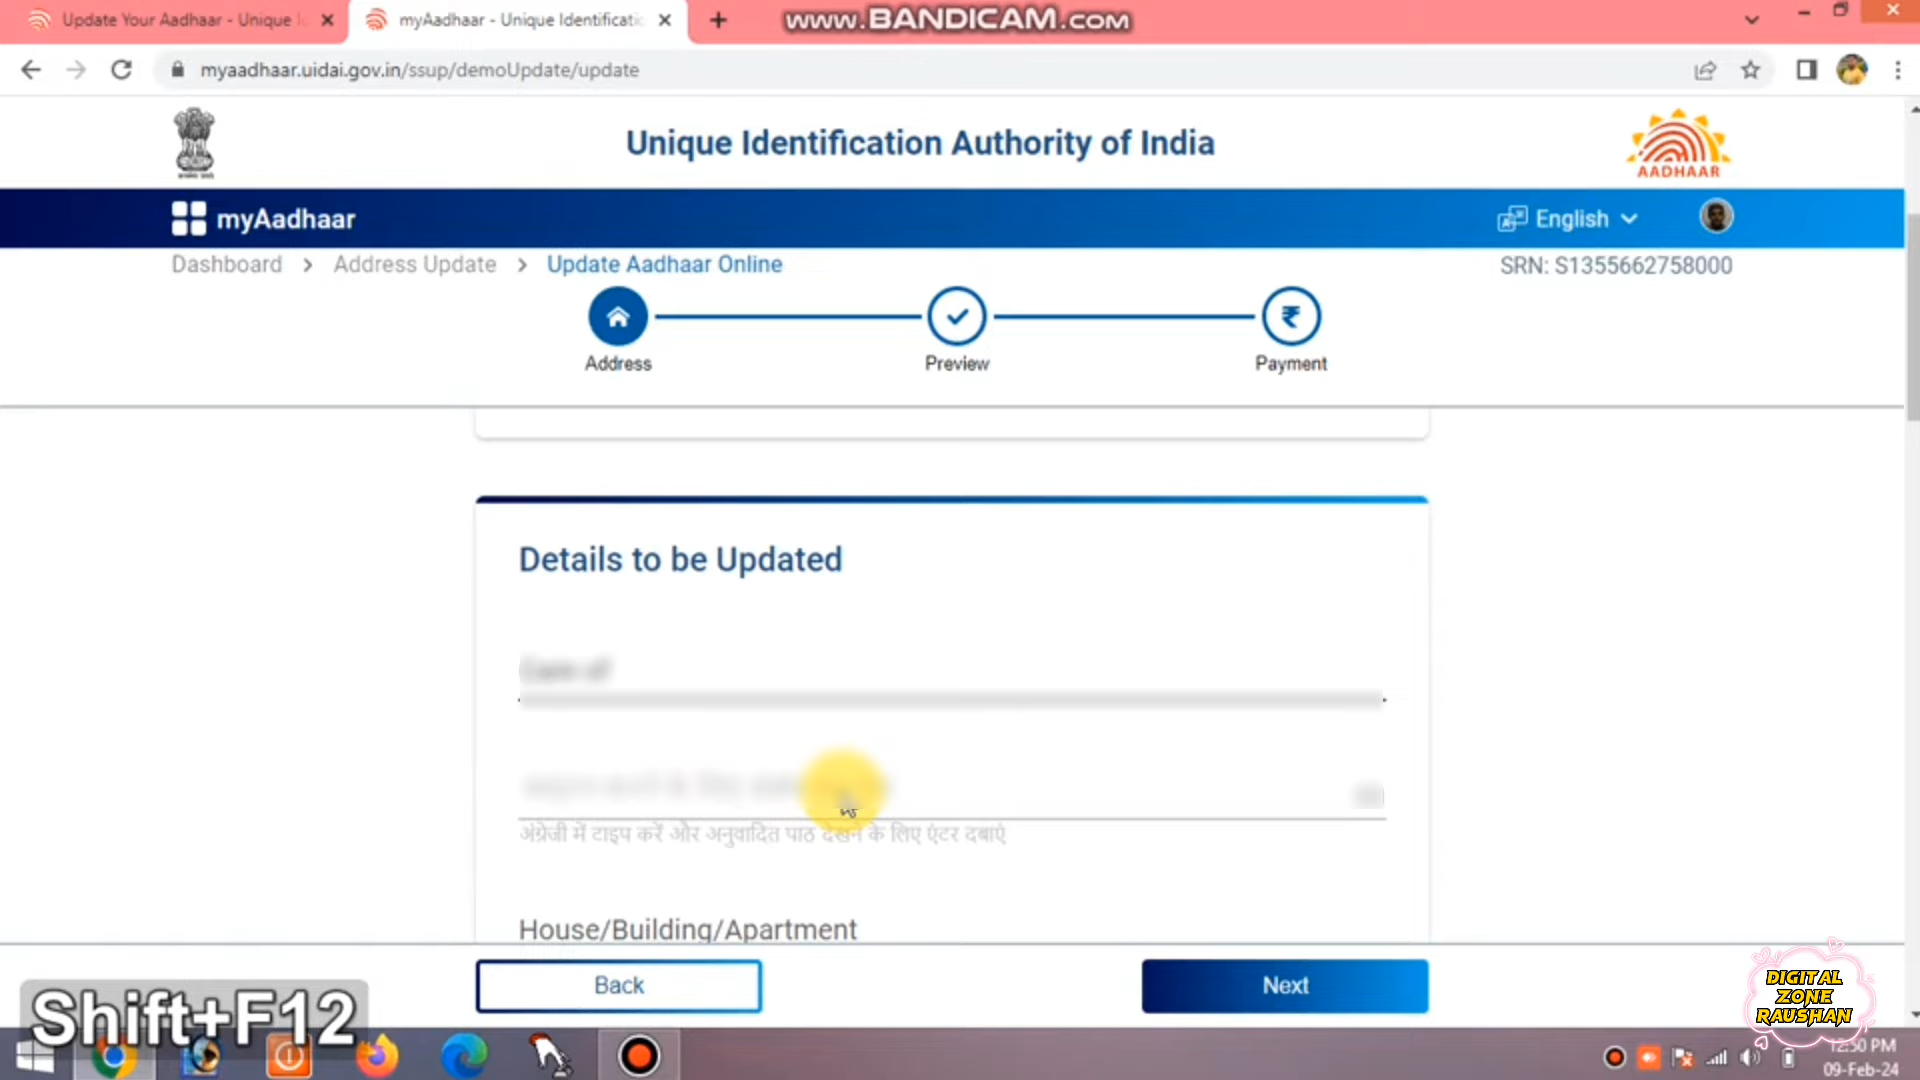 Update Your Aadhaar - Unique I
myAadhaar - Unique Identificati
www.BANDICAM.com
myaadhaar.uidai.gov.in/ssup/demoUpdate/update
Unique Identification Authority of India
AADHAAR
myAadhaar
English
Dashboard > Address Update > Update Aadhaar Online
SRN: S1355662758000
Address
Preview
Payment
Details to be Updated
Care of
अंग्रेजी में टाइप करें और अनुवादित पाठ देखने के लिए एंटर दबाएं
House/Building/Apartment
Back
Next
Shift+F12
DIGITAL
ZONE
RAUSHAN
12:50 PM
09-Feb-24